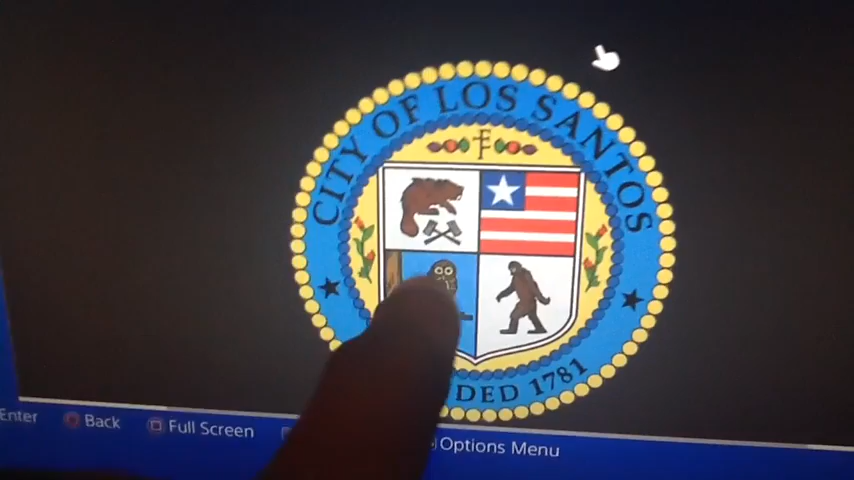 CITY OF LOS SANTOS
DED 1781
Enter
Back
Full Screen
Options Menu